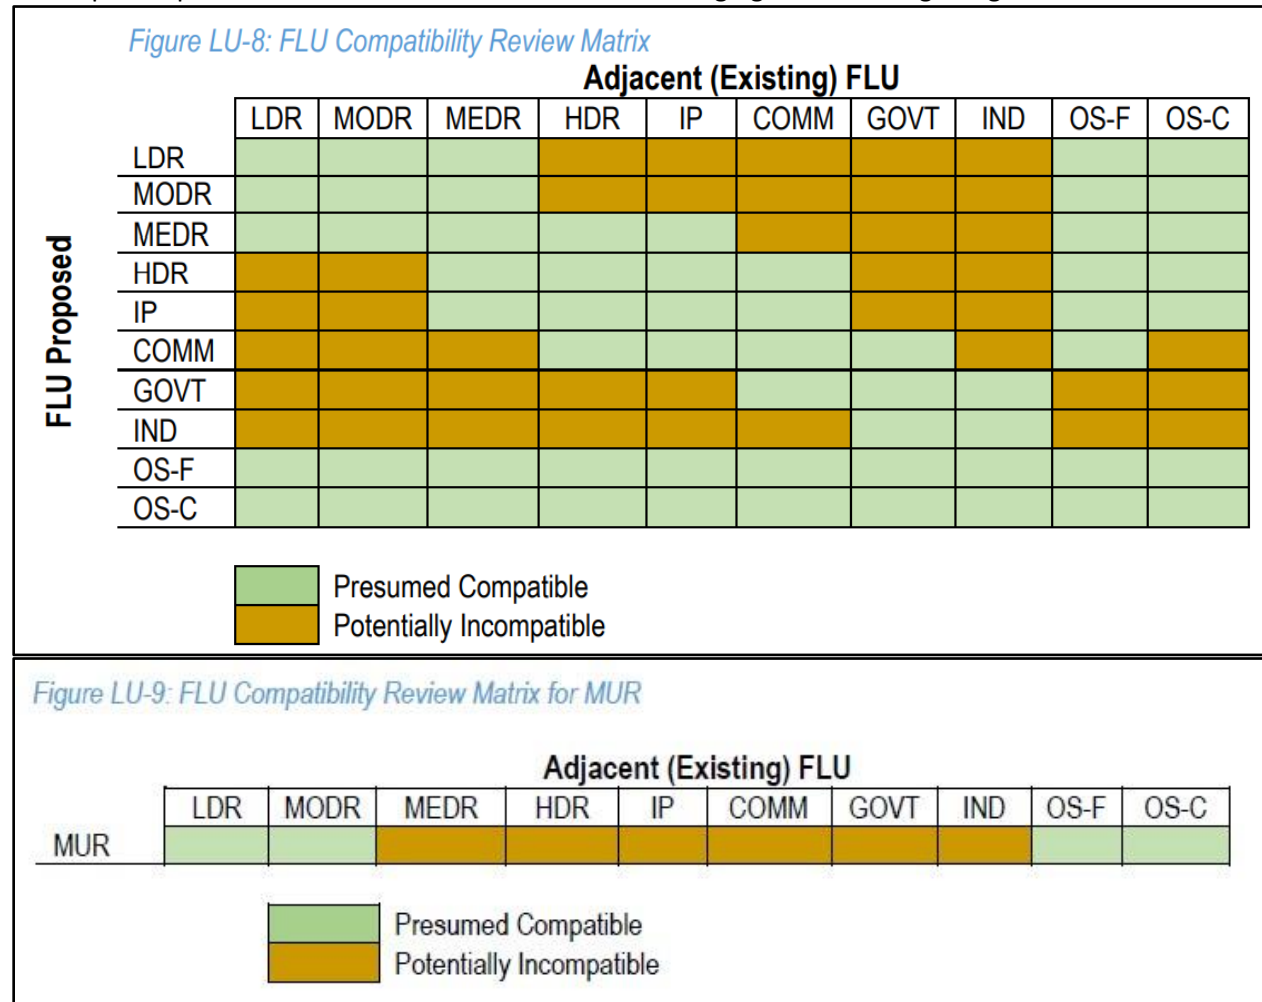 Figure LU-8: FLU Compatibility Review Matrix
Adjacent (Existing) FLU
LDR MODR MEDR HDR IP COMM GOVT IND OS-F OS-C
FLU Proposed
LDR
MODR
MEDR
HDR
IP
COMM
GOVT
IND
OS-F
OS-C
Presumed Compatible
Potentially Incompatible
Figure LU-9: FLU Compatibility Review Matrix for MUR
Adjacent (Existing) FLU
LDR MODR MEDR HDR IP COMM GOVT IND OS-F OS-C
MUR
Presumed Compatible
Potentially Incompatible